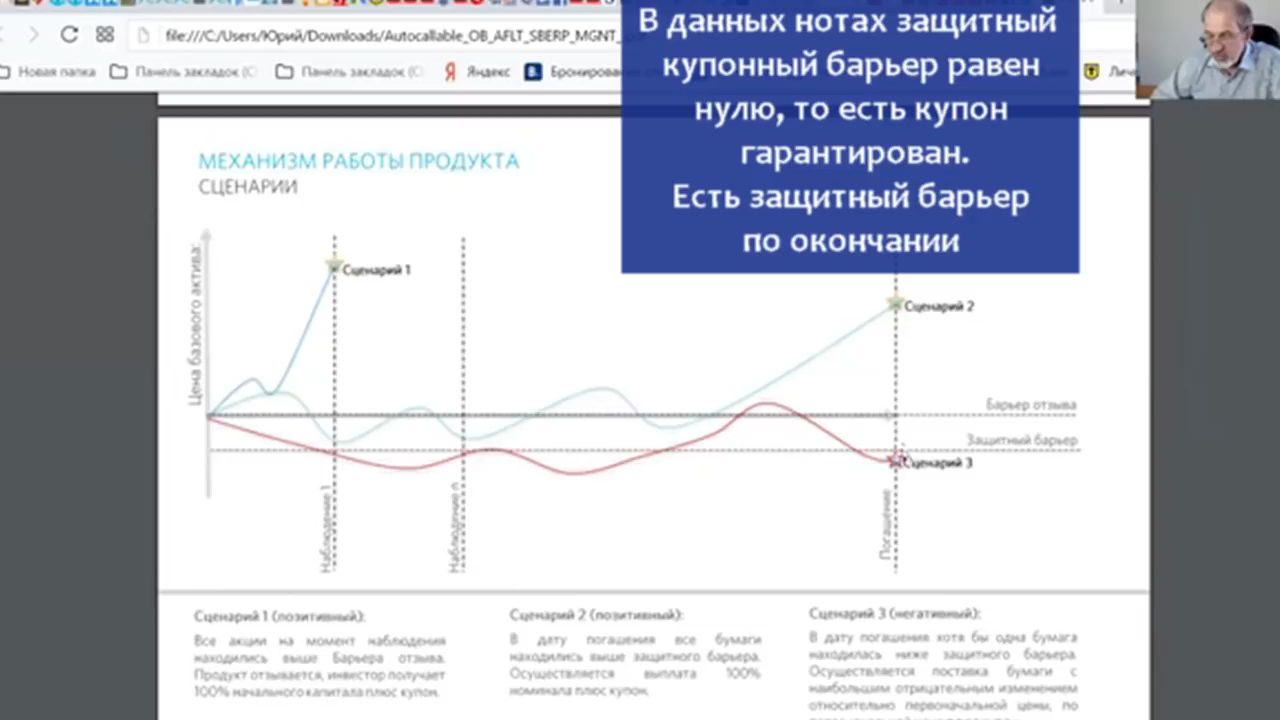 file:///C:/Users/Юрий/Downloads/Autocallable_OB_AFLT_SBERP_MGNT_
Новая папка
Панель закладок (С
Панель закладок (С
Яндекс
Бронирован
Личн
В данных нотах защитный
купонный барьер равен
нулю, то есть купон
гарантирован.
Есть защитный барьер
по окончании
МЕХАНИЗМ РАБОТЫ ПРОДУКТА
СЦЕНАРИИ
Цена базового актива:
Сценарий 1
Сценарий 2
Барьер отзыва
Защитный барьер
Сценарий 3
Наблюдение 1
Наблюдение n
Погашение
Сценарий 1 (позитивный):
Все акции на момент наблюдения
находились выше Барьера отзыва.
Продукт отзывается, инвестор получает
100% начального капитала плюс купон.
Сценарий 2 (позитивный):
В дату погашения все бумаги
находились выше защитного барьера.
Осуществляется выплата 100%
номинала плюс купон.
Сценарий 3 (негативный):
В дату погашения хотя бы одна бумага
находилась ниже защитного барьера.
Осуществляется поставка бумаги с
наибольшим отрицательным изменением
относительно первоначальной цены, по